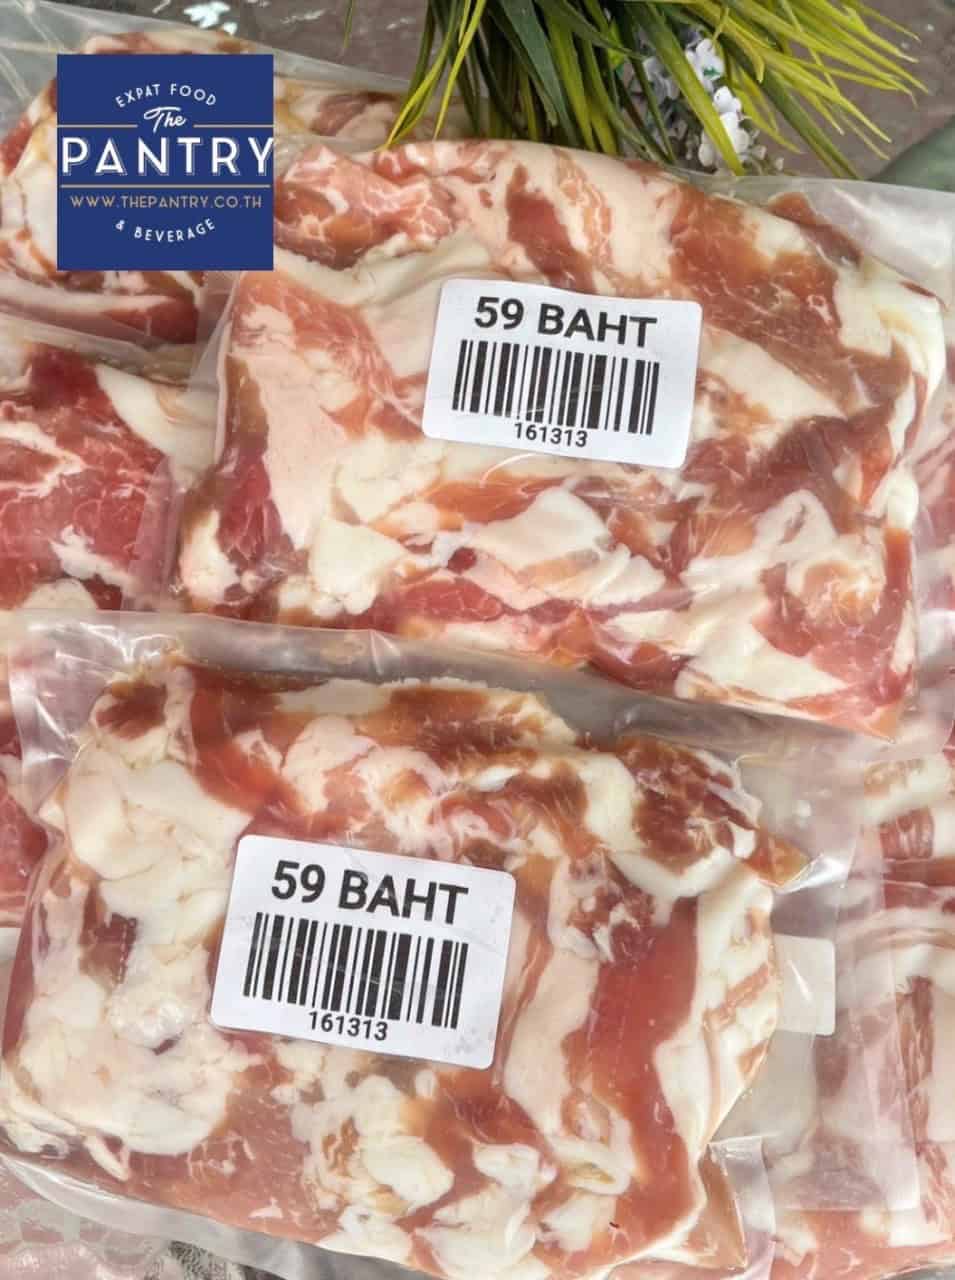 EXPAT FOOD
The
PANTRY
WWW.THEPANTRY.CO.TH
& BEVERAGE
59 BAHT
161313
59 BAHT
161313